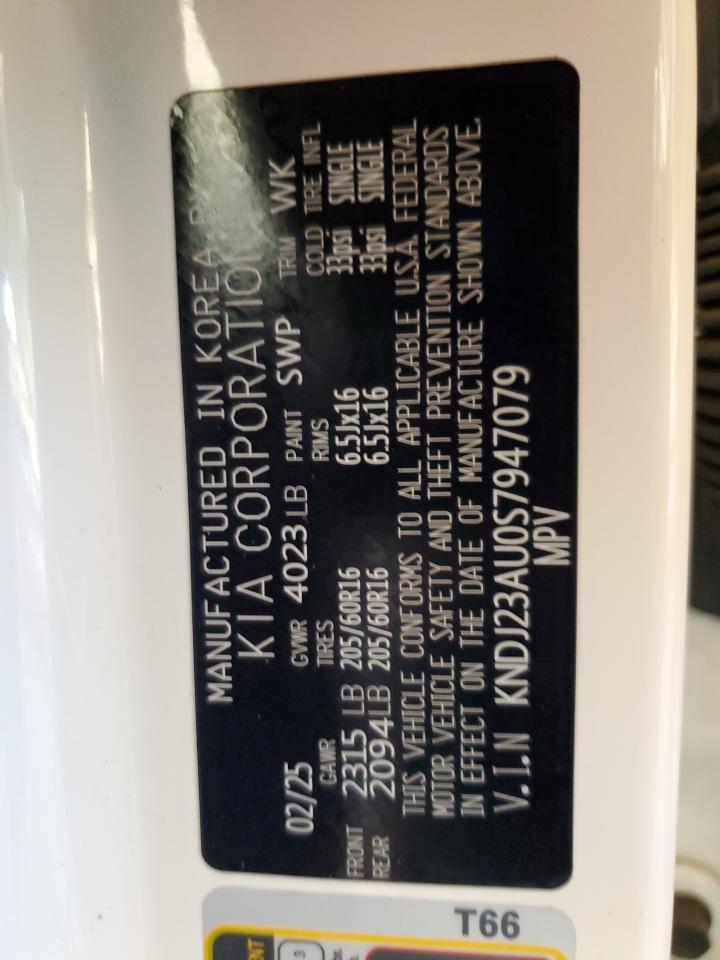 MANUFACTURED IN KOREA BY
KIA CORPORATION
02/25 GVWR 4023 LB PAINT SWP TRM WK
GAWR TIRES RIMS COLD TIRE INFL
FRONT 2315 LB 205/60R16 6.5Jx16 33psi SINGLE
REAR 2094LB 205/60R16 6.5Jx16 33psi SINGLE
THIS VEHICLE CONFORMS TO ALL APPLICABLE U.S.A. FEDERAL
MOTOR VEHICLE SAFETY AND THEFT PREVENTION STANDARDS
IN EFFECT ON THE DATE OF MANUFACTURE SHOWN ABOVE.
V.I.N KNDJ23AU0S7947079
MPV
T66
3